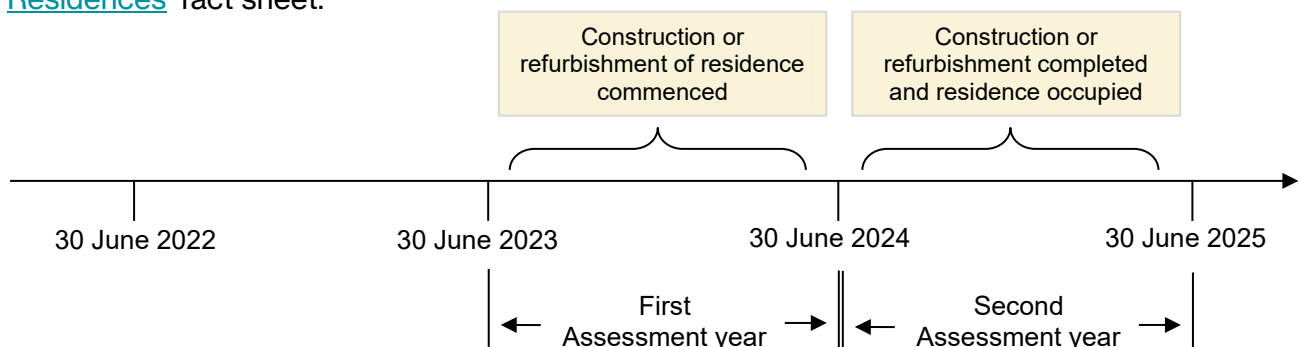 Residences' fact sheet.
Construction or
refurbishment of residence
commenced
Construction or
refurbishment completed
and residence occupied
30 June 2022
30 June 2023
30 June 2024
30 June 2025
First
Assessment year
Second
Assessment year